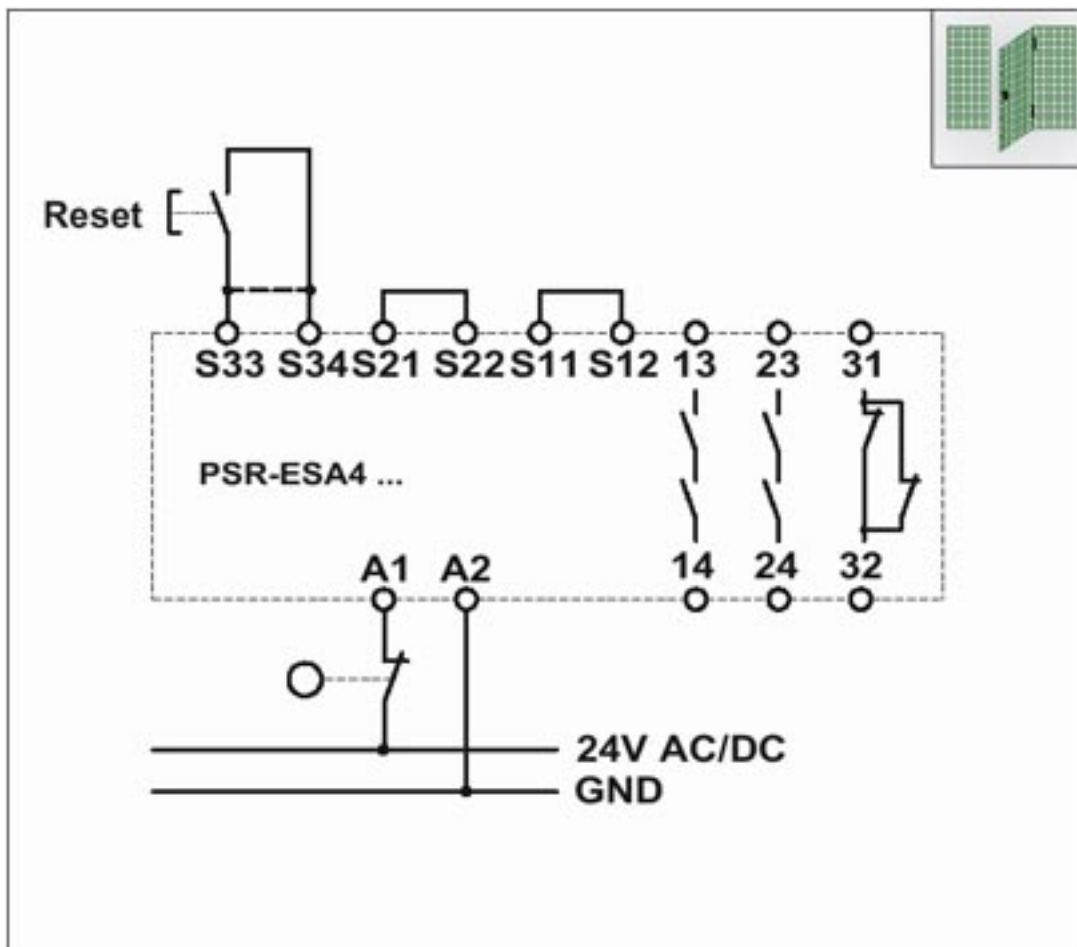 Reset
S33 S34 S21 S22 S11 S12 13 23 31
PSR-ESA4 ...
A1 A2 14 24 32
24V AC/DC
GND